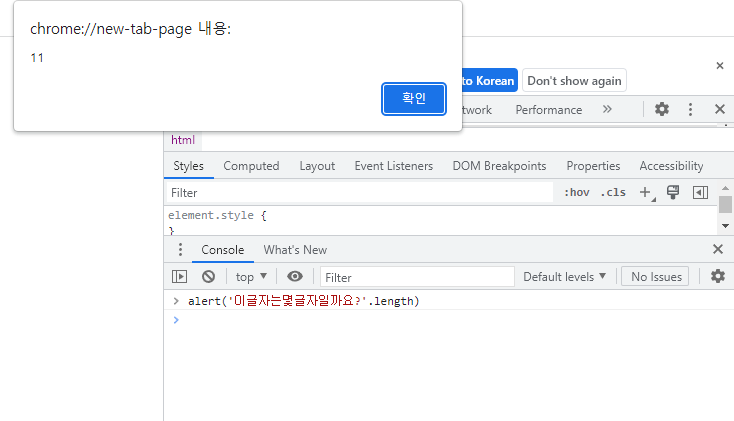 chrome://new-tab-page 내용:
11
확인
to Korean Don't show again
twork Performance
html
Styles Computed Layout Event Listeners DOM Breakpoints Properties Accessibility
Filter :hov .cls
element.style {
}
Console What's New
top Filter Default levels No Issues
alert('이글자는몇글자일까요?'.length)